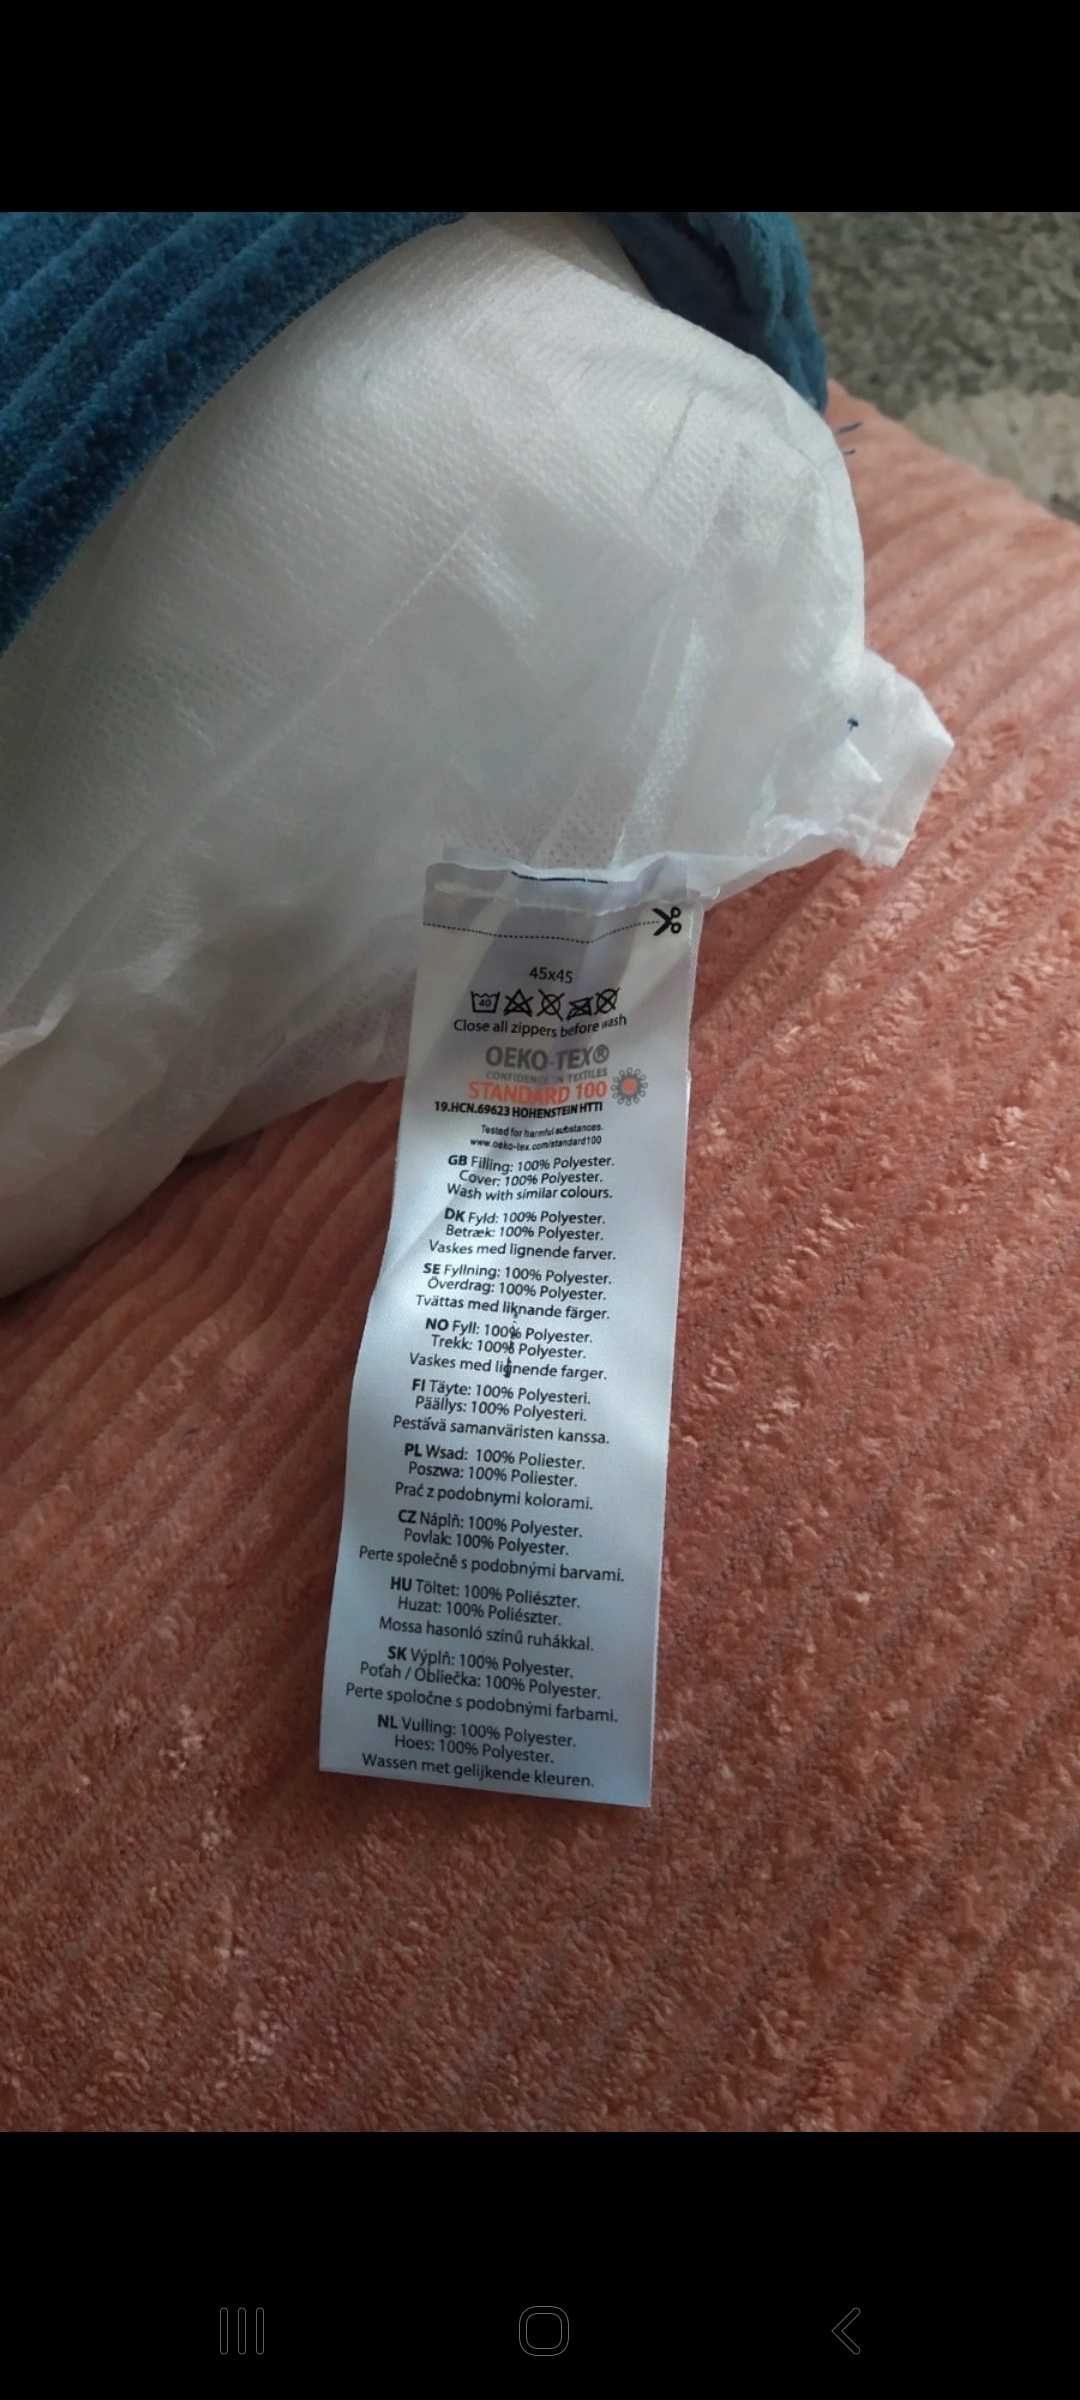 45x45
40
Close all zippers before wash
OEKO-TEX®
CONFIDENCE IN TEXTILES
STANDARD 100
19.HCN.69623 HOHENSTEIN HTTI
Tested for harmful substances.
www.oeko-tex.com/standard100
GB Filling: 100% Polyester.
Cover: 100% Polyester.
Wash with similar colours.
DK Fyld: 100% Polyester.
Betræk: 100% Polyester.
Vaskes med lignende farver.
SE Fyllning: 100% Polyester.
Överdrag: 100% Polyester.
Tvättas med liknande färger.
NO Fyll: 100% Polyester.
Trekk: 100% Polyester.
Vaskes med lignende farger.
FI Täyte: 100% Polyesteri.
Päällys: 100% Polyesteri.
Pestävä samanväristen kanssa.
PL Wsad: 100% Poliester.
Poszwa: 100% Poliester.
Prać z podobnymi kolorami.
CZ Náplň: 100% Polyester.
Povlak: 100% Polyester.
Perte společně s podobnými barvami.
HU Töltet: 100% Poliészter.
Huzat: 100% Poliészter.
Mossa hasonló színű ruhákkal.
SK Výplň: 100% Polyester.
Poťah / Obliečka: 100% Polyester.
Perte spoločne s podobnými farbami.
NL Vulling: 100% Polyester.
Hoes: 100% Polyester.
Wassen met gelijkende kleuren.